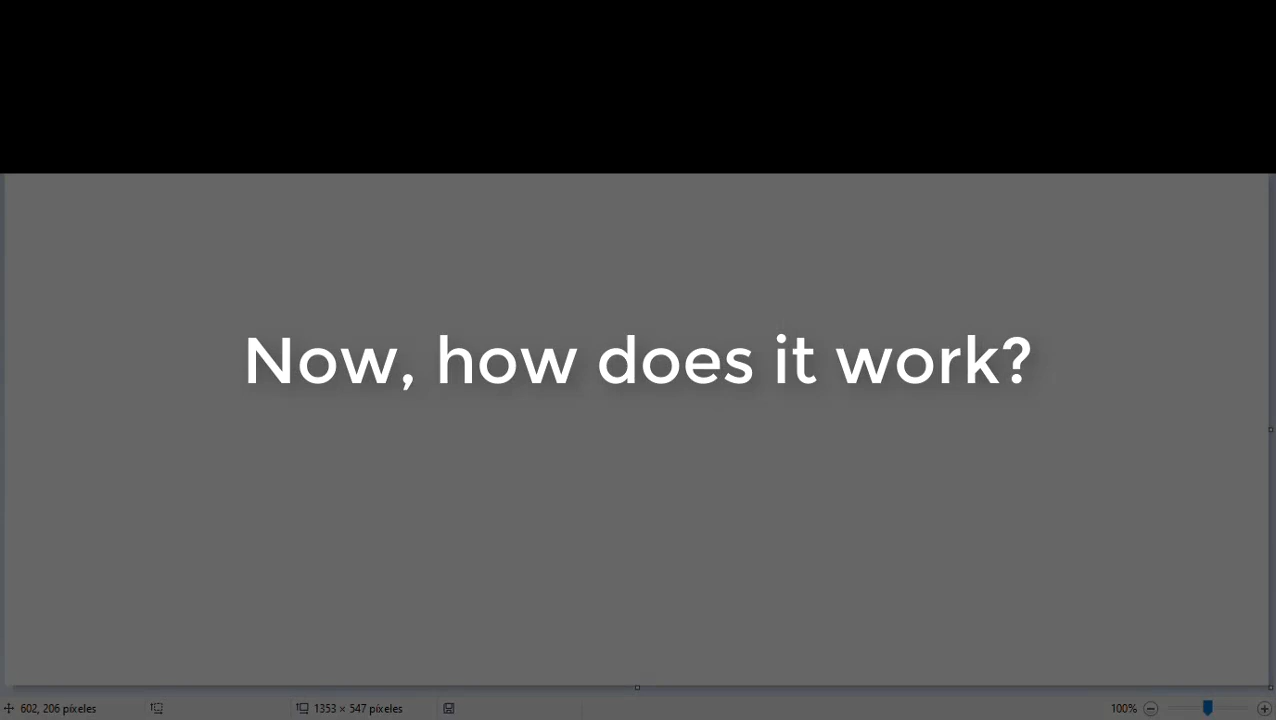 Now, how does it work?
602, 206 píxeles
1353 × 547 píxeles
100%